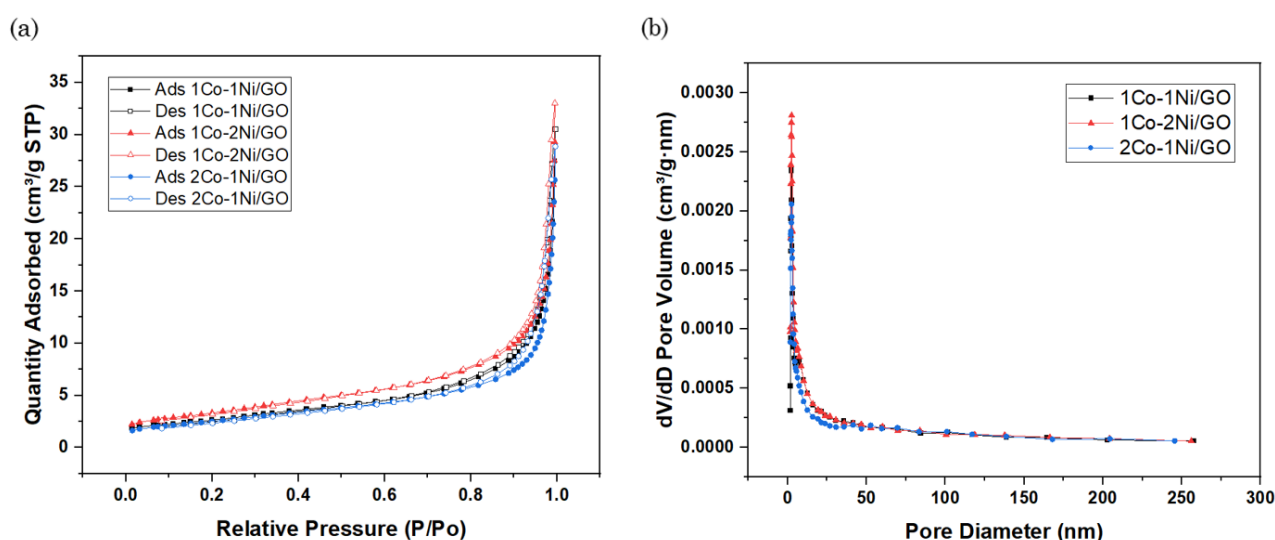 (a)
Quantity Adsorbed (cm³/g STP)
35
30
25
20
15
10
5
0
Ads 1Co-1Ni/GO
Des 1Co-1Ni/GO
Ads 1Co-2Ni/GO
Des 1Co-2Ni/GO
Ads 2Co-1Ni/GO
Des 2Co-1Ni/GO
0.0 0.2 0.4 0.6 0.8 1.0
Relative Pressure (P/Po)
(b)
dV/dD Pore Volume (cm³/g·nm)
0.0030
0.0025
0.0020
0.0015
0.0010
0.0005
0.0000
1Co-1Ni/GO
1Co-2Ni/GO
2Co-1Ni/GO
0 50 100 150 200 250 300
Pore Diameter (nm)